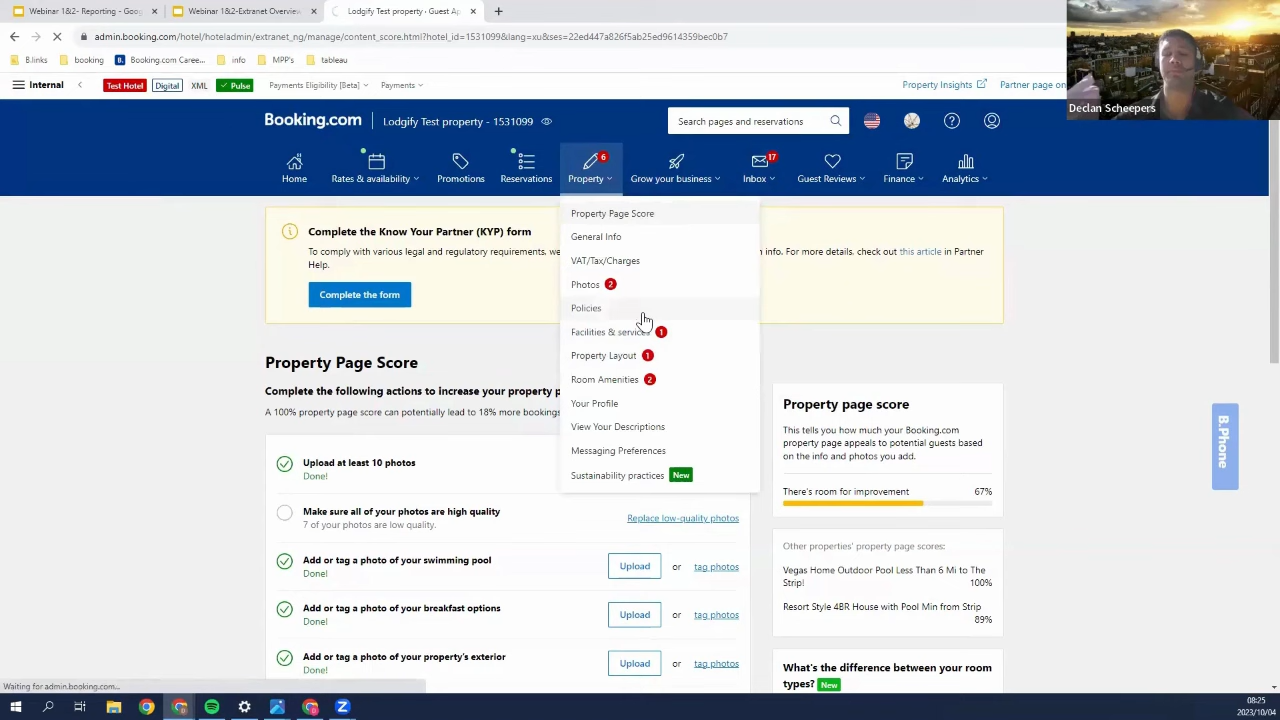 Webinar 1&2- Reporting - Goog
Webinar 1&2-Extranet Overview
Lodgify Test property · Guest Ap
admin.booking.com/hotel/hoteladmin/extranet_ng/manage/content_score.html?hotel_id=1531099&lang=xu&ses=22ed447a826f5ab25ed9614359bec0b7
B.links
booking
Booking.com Caree...
info
MPP's
tableau
Internal
Test Hotel
Digital
XML
Pulse
Payments Eligibility [Beta]
Payments
Property Insights
Partner page on
Declan Scheepers
Booking.com
Lodgify Test property - 1531099
Search pages and reservations
Home
Rates & availability
Promotions
Reservations
Property
6
Grow your business
Inbox
17
Guest Reviews
Finance
Analytics
Complete the Know Your Partner (KYP) form
To comply with various legal and regulatory requirements, we
n info. For more details, check out this article in Partner
Help.
Complete the form
Property Page Score
General Info
VAT/Tax/Charges
Photos 2
Policies
Facilities & services 1
Property Layout 1
Room Amenities 2
Your Profile
View Your Descriptions
Messaging Preferences
Sustainability practices New
Property Page Score
Complete the following actions to increase your property p
A 100% property page score can potentially lead to 18% more bookings
Upload at least 10 photos
Done!
Make sure all of your photos are high quality
7 of your photos are low quality.
Replace low-quality photos
Add or tag a photo of your swimming pool
Done!
Upload or tag photos
Add or tag a photo of your breakfast options
Done!
Upload or tag photos
Add or tag a photo of your property's exterior
Done!
Upload or tag photos
Property page score
This tells you how much your Booking.com
property page appeals to potential guests based
on the info and photos you add.
There's room for improvement 67%
Other properties' property page scores:
Vegas Home Outdoor Pool Less Than 6 Mi to The
Strip!
100%
Resort Style 4BR House with Pool Min from Strip
89%
What's the difference between your room
types? New
B.Phone
Waiting for admin.booking.com...
08:25
2023/10/04